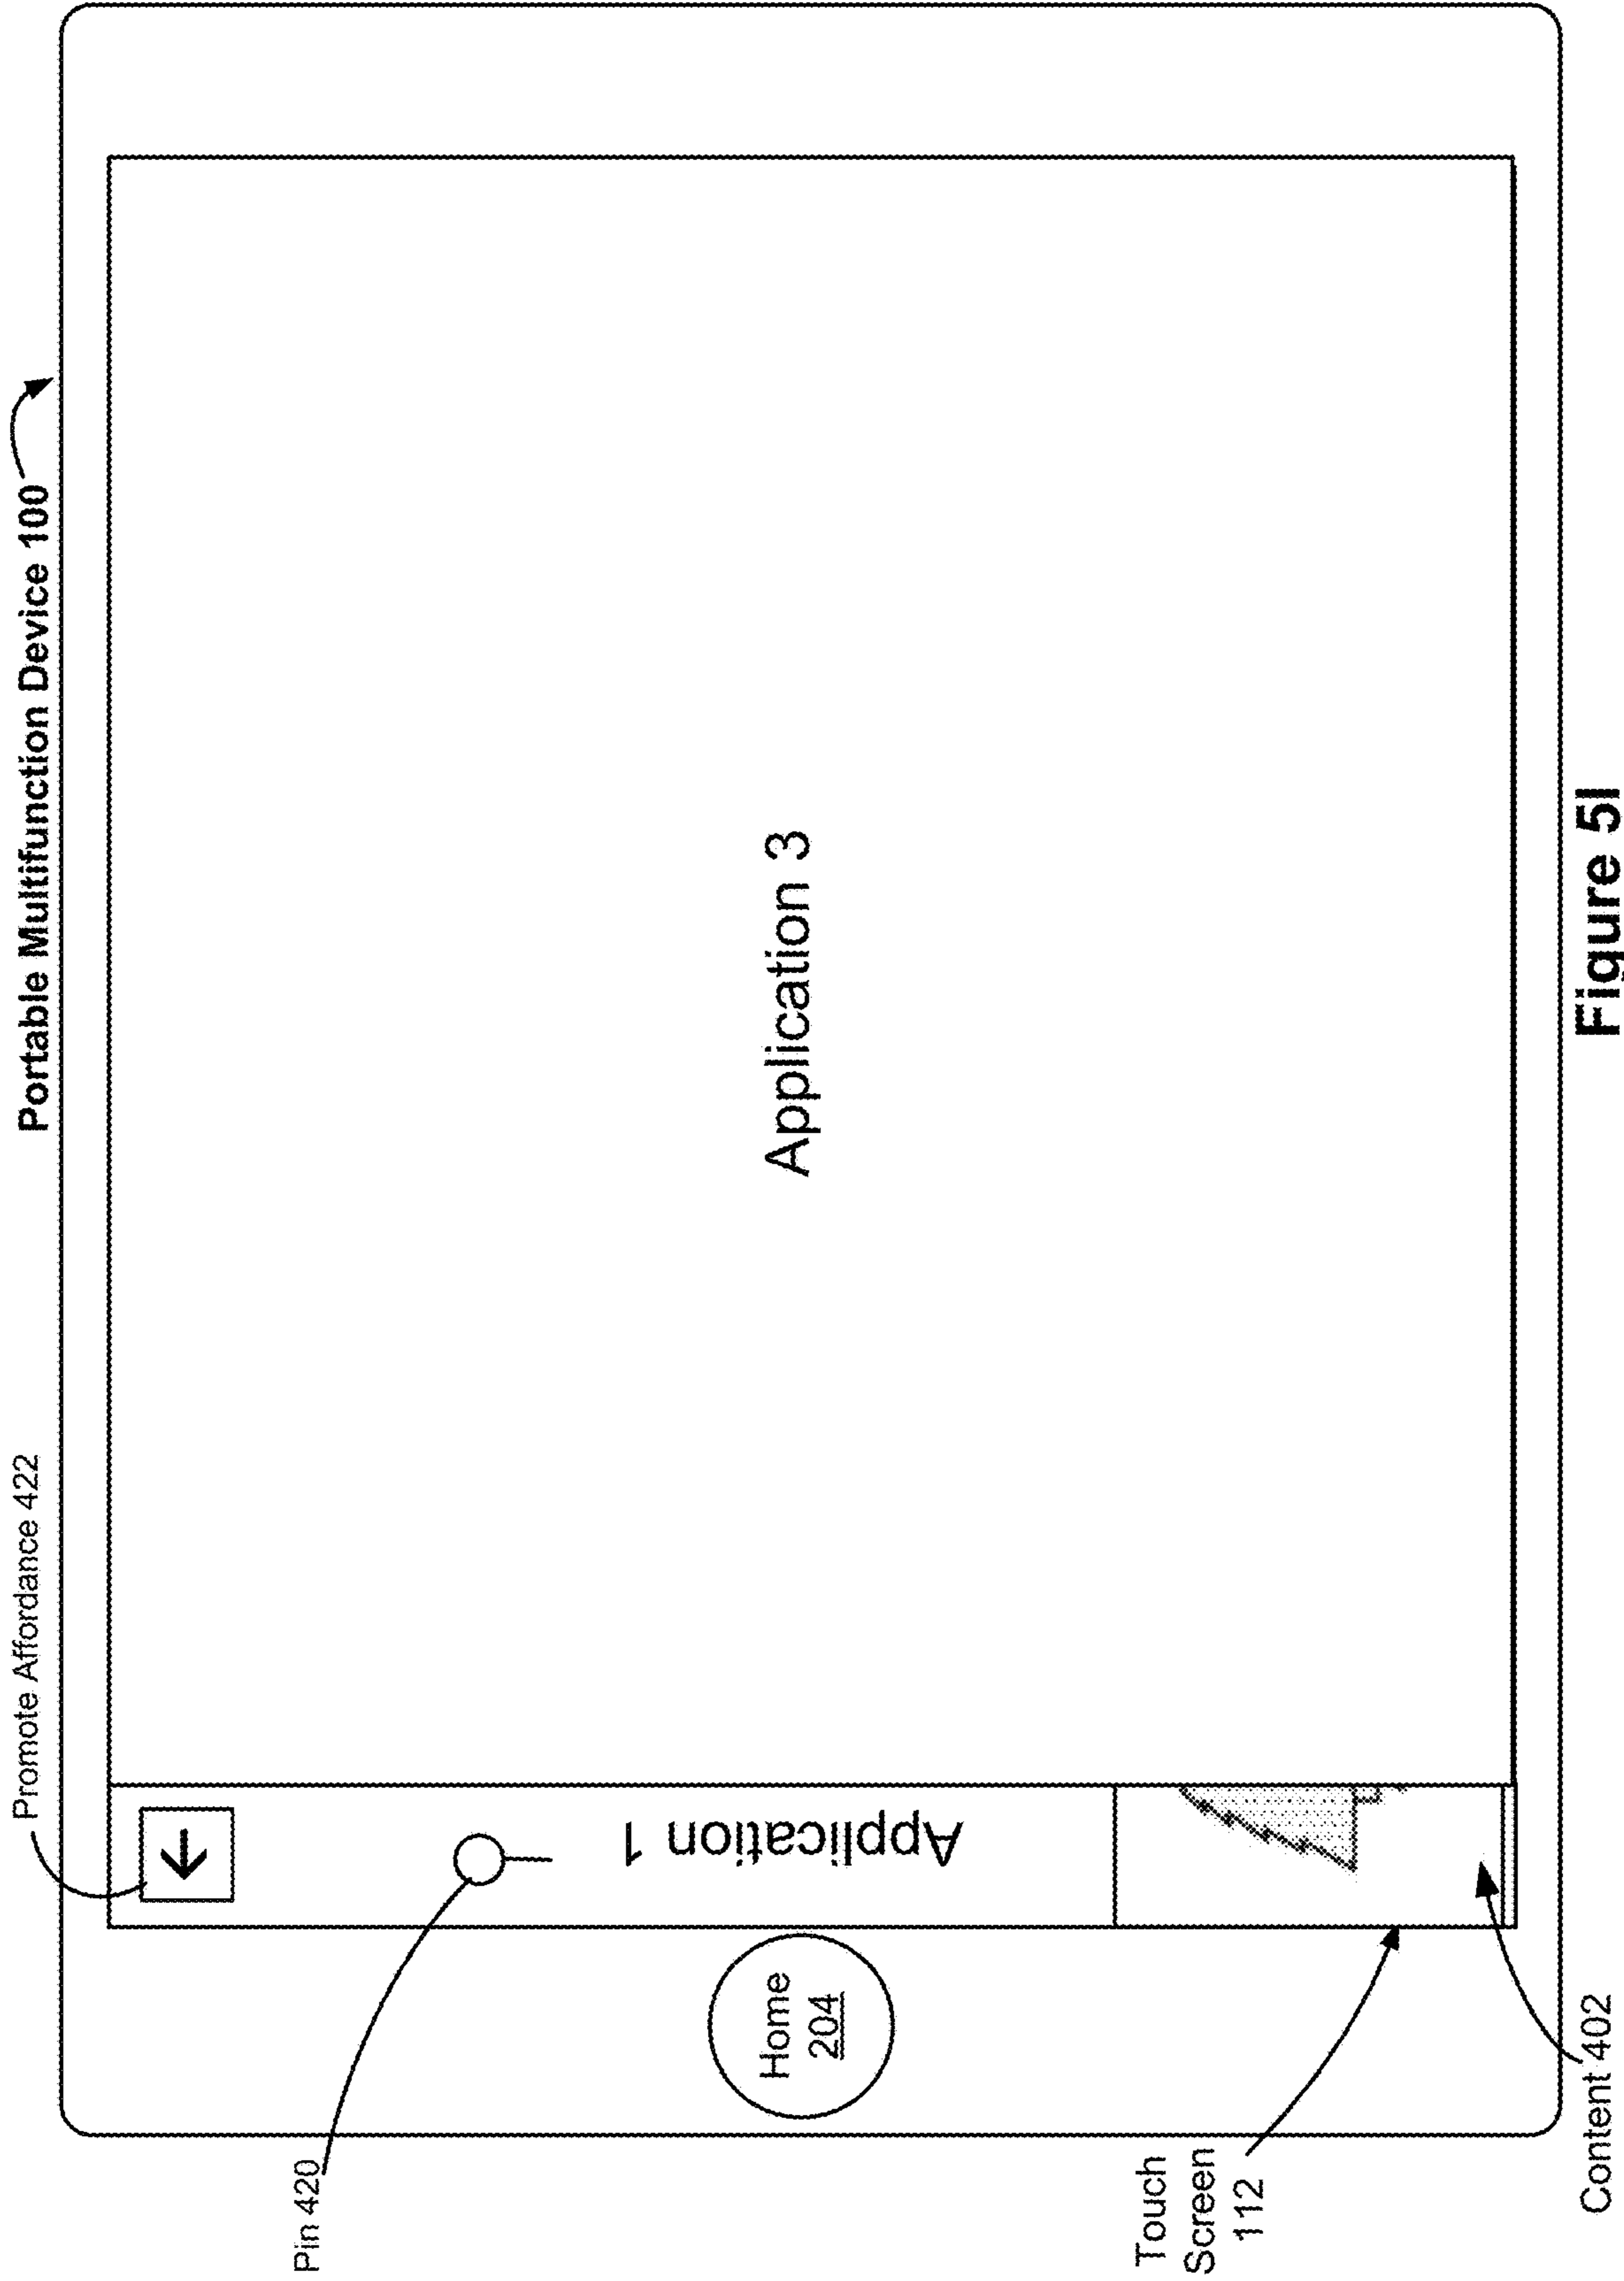 Portable Multifunction Device 100
Promote Affordance 422
Pin 420
Application 1
Application 3
Home
204
Touch
Screen
112
Content 402
Figure 5I